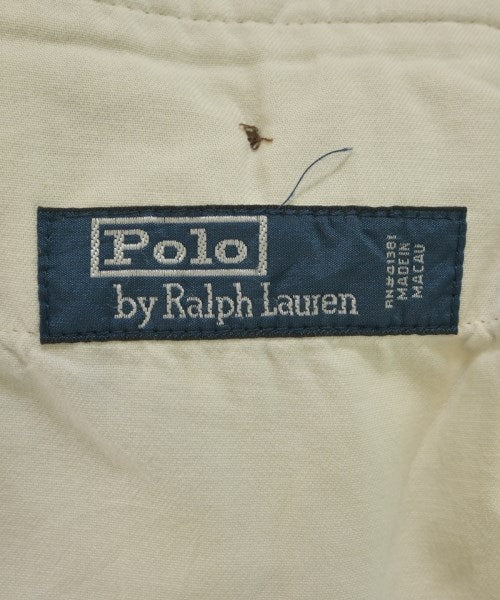 Polo
by Ralph Lauren
RN#41381
MADE IN
MACAU